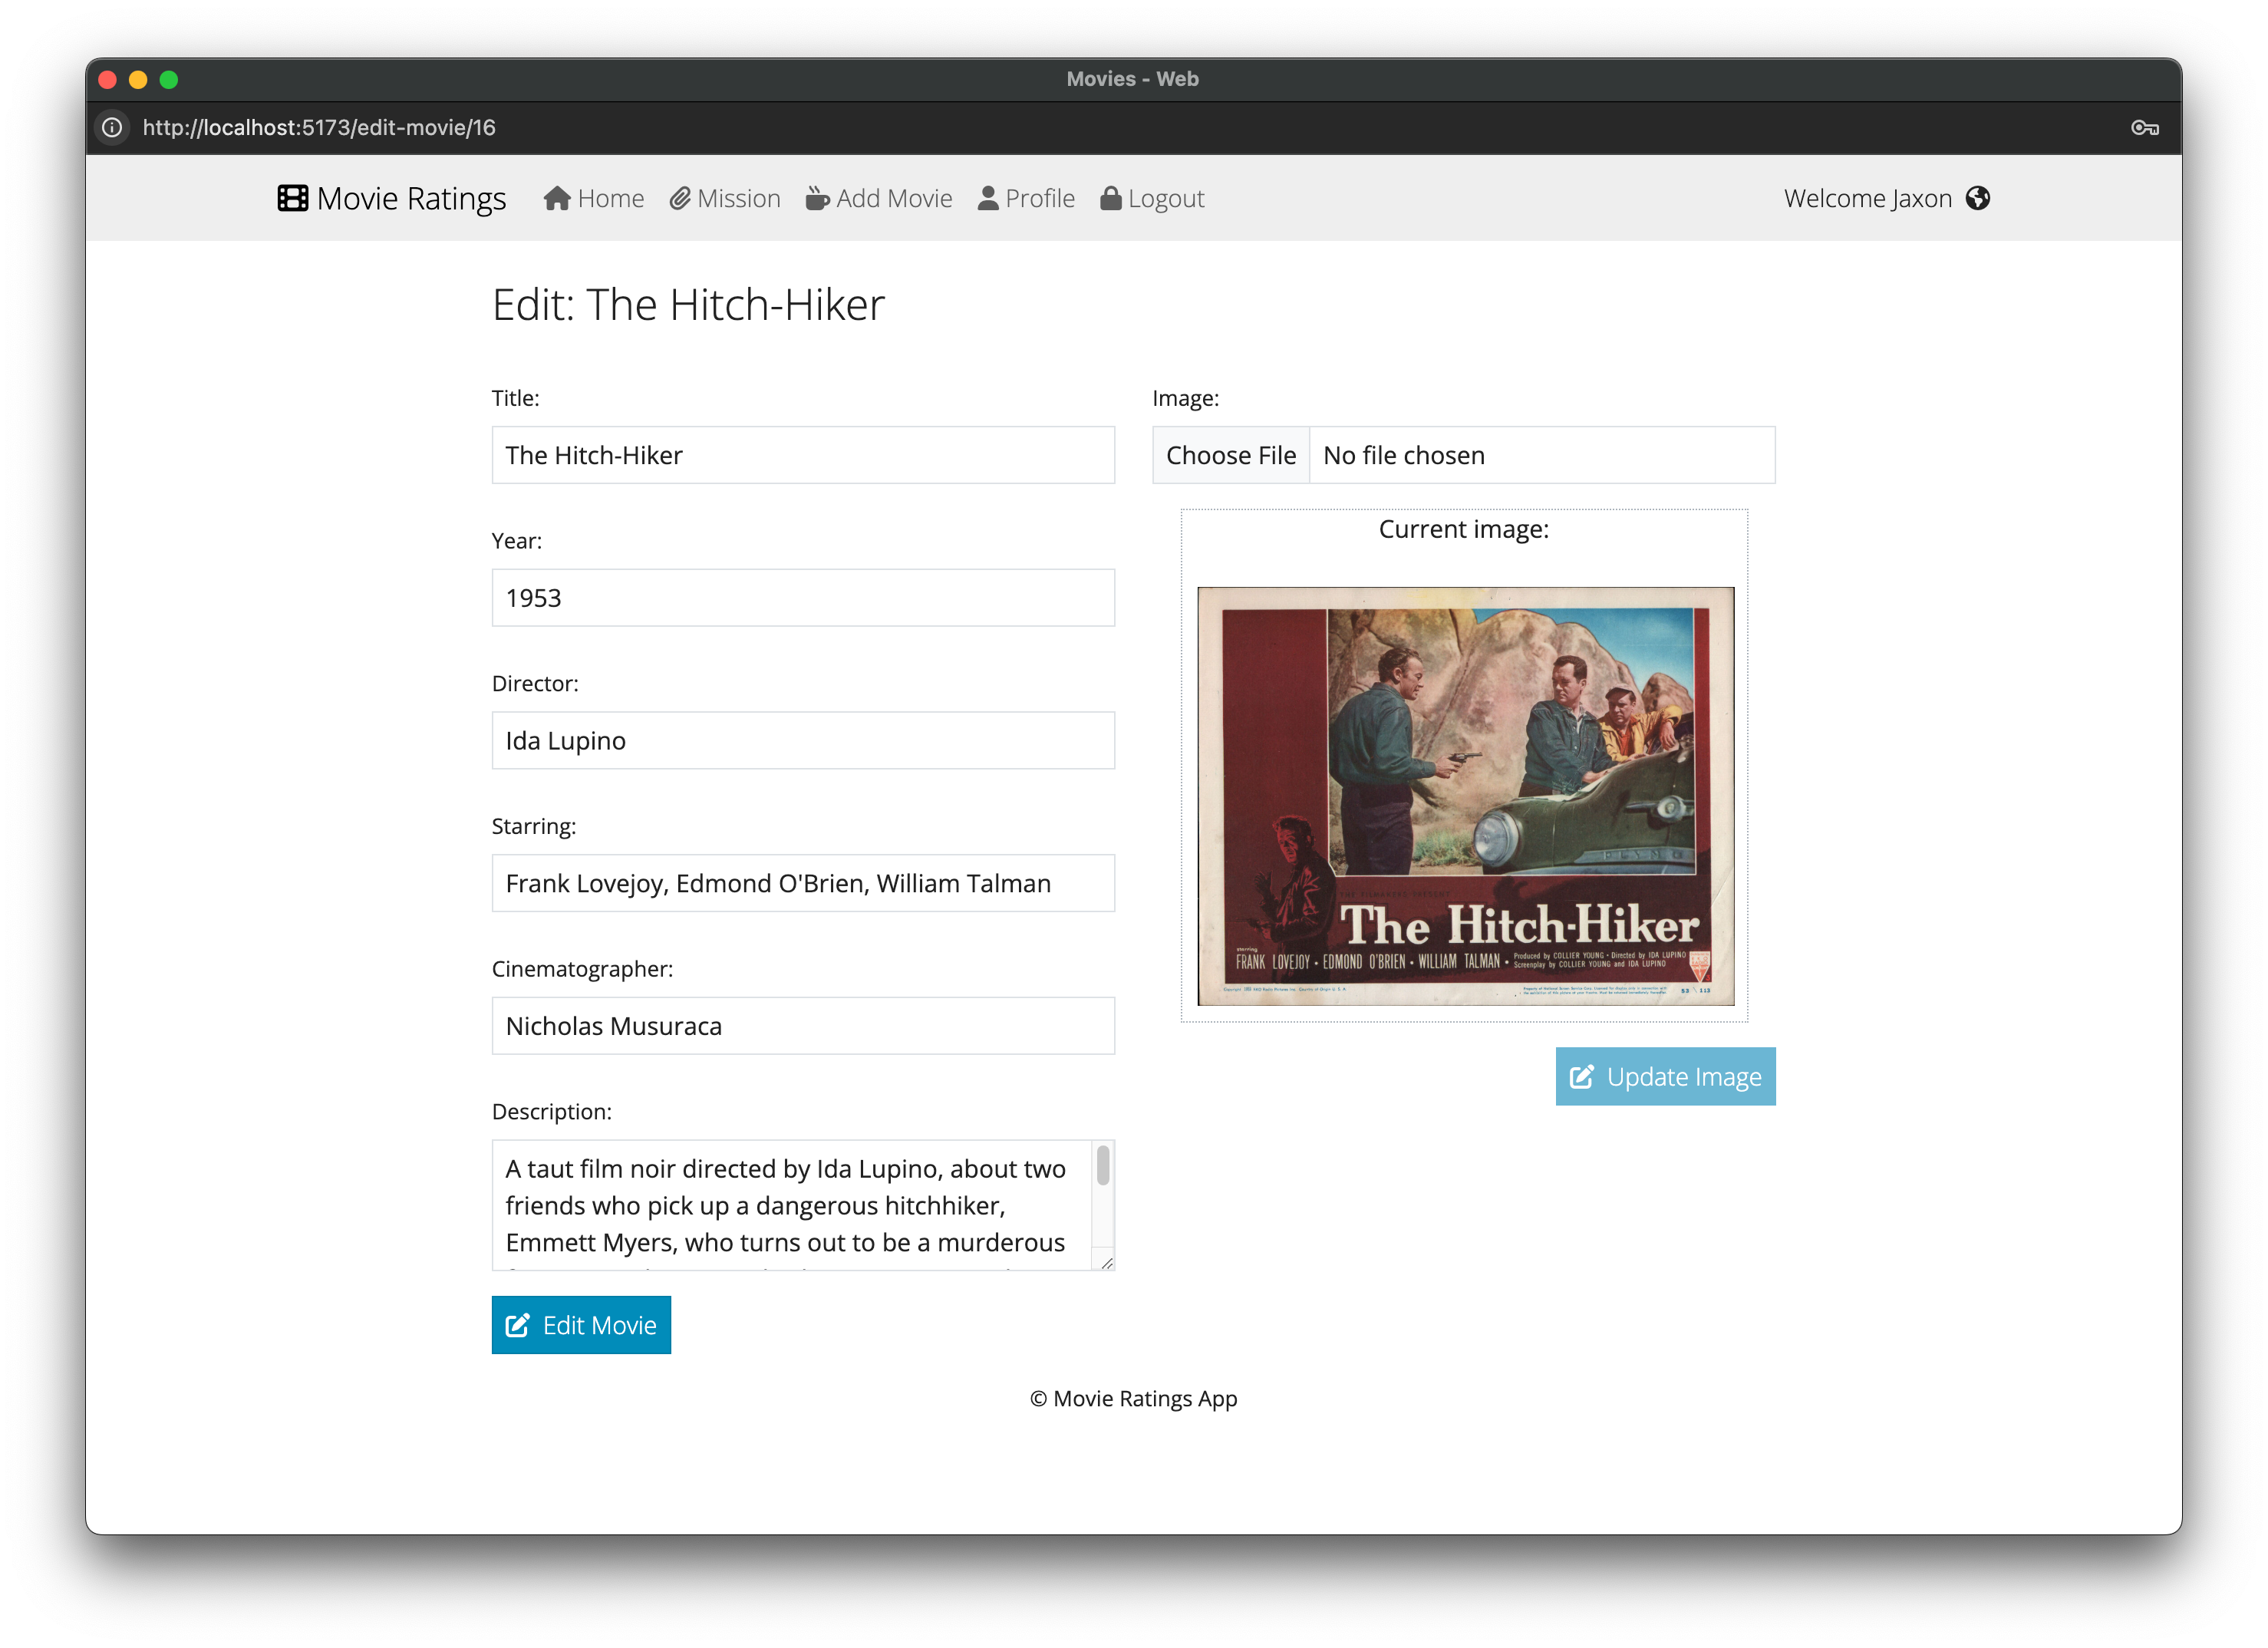 Movies - Web
http://localhost:5173/edit-movie/16
Movie Ratings Home Mission Add Movie Profile Logout Welcome Jaxon
Edit: The Hitch-Hiker
Title:
The Hitch-Hiker
Year:
1953
Director:
Ida Lupino
Starring:
Frank Lovejoy, Edmond O'Brien, William Talman
Cinematographer:
Nicholas Musuraca
Description:
A taut film noir directed by Ida Lupino, about two
friends who pick up a dangerous hitchhiker,
Emmett Myers, who turns out to be a murderous
Edit Movie
Image:
Choose File No file chosen
Current image:
The Hitch-Hiker
starring
FRANK LOVEJOY • EDMOND O'BRIEN • WILLIAM TALMAN •
Produced by COLLIER YOUNG • Directed by IDA LUPINO
Screenplay by COLLIER YOUNG and IDA LUPINO
53 113
Update Image
© Movie Ratings App